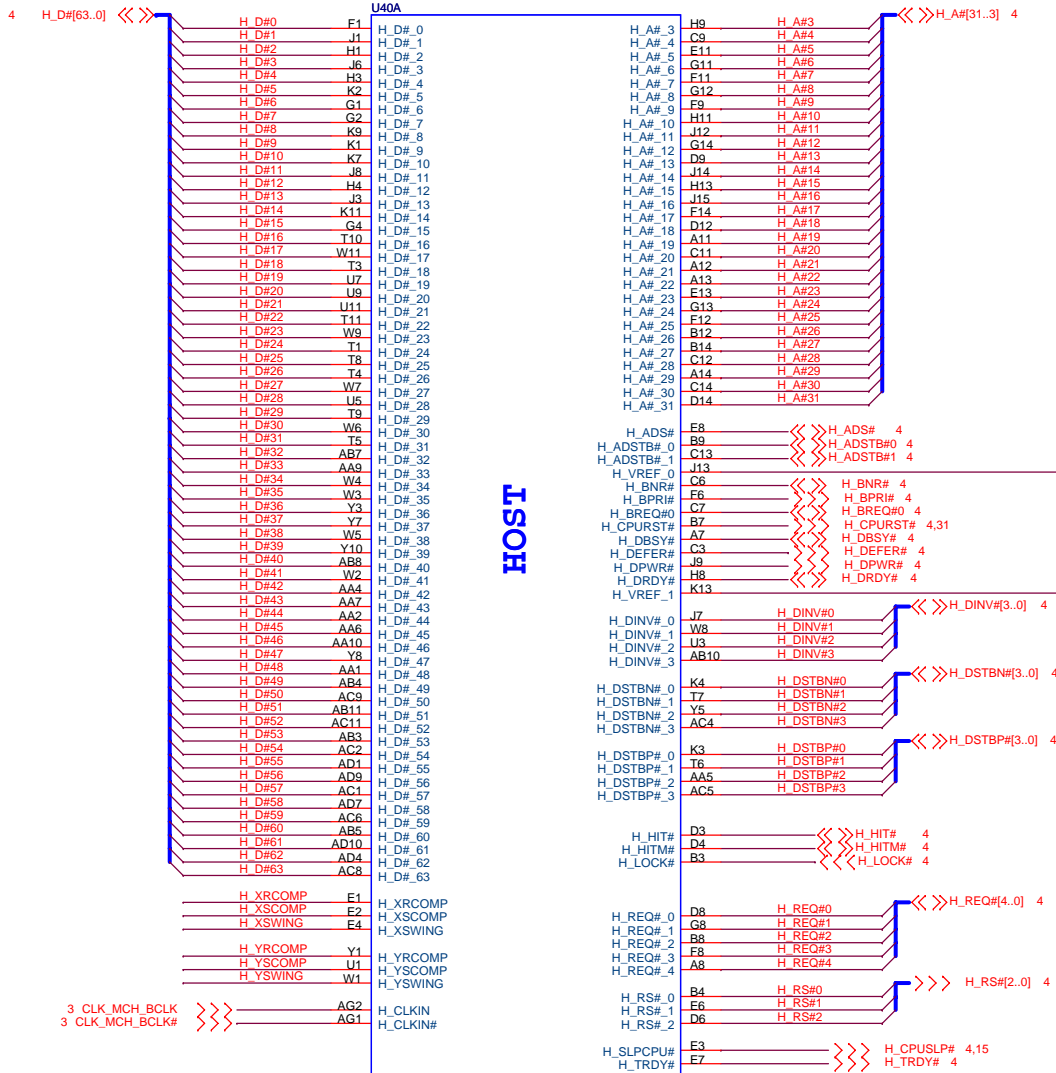 U40A
4 H_D#[63..0]
H_A#[31..3] 4
H_D#0 F1 H_D#_0
H_D#1 J1 H_D#_1
H_D#2 H1 H_D#_2
H_D#3 J6 H_D#_3
H_D#4 H3 H_D#_4
H_D#5 K2 H_D#_5
H_D#6 G1 H_D#_6
H_D#7 G2 H_D#_7
H_D#8 K9 H_D#_8
H_D#9 K1 H_D#_9
H_D#10 K7 H_D#_10
H_D#11 J8 H_D#_11
H_D#12 H4 H_D#_12
H_D#13 J3 H_D#_13
H_D#14 K11 H_D#_14
H_D#15 G4 H_D#_15
H_D#16 T10 H_D#_16
H_D#17 W11 H_D#_17
H_D#18 T3 H_D#_18
H_D#19 U7 H_D#_19
H_D#20 U9 H_D#_20
H_D#21 U11 H_D#_21
H_D#22 T11 H_D#_22
H_D#23 W9 H_D#_23
H_D#24 T1 H_D#_24
H_D#25 T8 H_D#_25
H_D#26 T4 H_D#_26
H_D#27 W7 H_D#_27
H_D#28 U5 H_D#_28
H_D#29 T9 H_D#_29
H_D#30 W6 H_D#_30
H_D#31 T5 H_D#_31
H_D#32 AB7 H_D#_32
H_D#33 AA9 H_D#_33
H_D#34 W4 H_D#_34
H_D#35 W3 H_D#_35
H_D#36 Y3 H_D#_36
H_D#37 Y7 H_D#_37
H_D#38 W5 H_D#_38
H_D#39 Y10 H_D#_39
H_D#40 AB8 H_D#_40
H_D#41 W2 H_D#_41
H_D#42 AA4 H_D#_42
H_D#43 AA7 H_D#_43
H_D#44 AA2 H_D#_44
H_D#45 AA6 H_D#_45
H_D#46 AA10 H_D#_46
H_D#47 Y8 H_D#_47
H_D#48 AA1 H_D#_48
H_D#49 AB4 H_D#_49
H_D#50 AC9 H_D#_50
H_D#51 AB11 H_D#_51
H_D#52 AC11 H_D#_52
H_D#53 AB3 H_D#_53
H_D#54 AC2 H_D#_54
H_D#55 AD1 H_D#_55
H_D#56 AD9 H_D#_56
H_D#57 AC1 H_D#_57
H_D#58 AD7 H_D#_58
H_D#59 AC6 H_D#_59
H_D#60 AB5 H_D#_60
H_D#61 AD10 H_D#_61
H_D#62 AD4 H_D#_62
H_D#63 AC8 H_D#_63
H_XRCOMP E1 H_XRCOMP
H_XSCOMP E2 H_XSCOMP
H_XSWING E4 H_XSWING
H_YRCOMP Y1 H_YRCOMP
H_YSCOMP U1 H_YSCOMP
H_YSWING W1 H_YSWING
3 CLK_MCH_BCLK AG2 H_CLKIN
3 CLK_MCH_BCLK# AG1 H_CLKIN#
HOST
H_A#_3 H9 H_A#3
H_A#_4 C9 H_A#4
H_A#_5 E11 H_A#5
H_A#_6 G11 H_A#6
H_A#_7 F11 H_A#7
H_A#_8 G12 H_A#8
H_A#_9 F9 H_A#9
H_A#_10 H11 H_A#10
H_A#_11 J12 H_A#11
H_A#_12 G14 H_A#12
H_A#_13 D9 H_A#13
H_A#_14 J14 H_A#14
H_A#_15 H13 H_A#15
H_A#_16 J15 H_A#16
H_A#_17 F14 H_A#17
H_A#_18 D12 H_A#18
H_A#_19 A11 H_A#19
H_A#_20 C11 H_A#20
H_A#_21 A12 H_A#21
H_A#_22 A13 H_A#22
H_A#_23 E13 H_A#23
H_A#_24 G13 H_A#24
H_A#_25 F12 H_A#25
H_A#_26 B12 H_A#26
H_A#_27 B14 H_A#27
H_A#_28 C12 H_A#28
H_A#_29 A14 H_A#29
H_A#_30 C14 H_A#30
H_A#_31 D14 H_A#31
H_ADS# E8 H_ADS# 4
H_ADSTB#_0 B9 H_ADSTB#0 4
H_ADSTB#_1 C13 H_ADSTB#1 4
H_VREF_0 J13
H_BNR# C6 H_BNR# 4
H_BPRI# F6 H_BPRI# 4
H_BREQ#0 C7 H_BREQ#0 4
H_CPURST# B7 H_CPURST# 4,31
H_DBSY# A7 H_DBSY# 4
H_DEFER# C3 H_DEFER# 4
H_DPWR# J9 H_DPWR# 4
H_DRDY# H8 H_DRDY# 4
H_VREF_1 K13
H_DINV#[3..0] 4
H_DINV#_0 J7 H_DINV#0
H_DINV#_1 W8 H_DINV#1
H_DINV#_2 U3 H_DINV#2
H_DINV#_3 AB10 H_DINV#3
H_DSTBN#[3..0] 4
H_DSTBN#_0 K4 H_DSTBN#0
H_DSTBN#_1 T7 H_DSTBN#1
H_DSTBN#_2 Y5 H_DSTBN#2
H_DSTBN#_3 AC4 H_DSTBN#3
H_DSTBP#[3..0] 4
H_DSTBP#_0 K3 H_DSTBP#0
H_DSTBP#_1 T6 H_DSTBP#1
H_DSTBP#_2 AA5 H_DSTBP#2
H_DSTBP#_3 AC5 H_DSTBP#3
H_HIT# D3 H_HIT# 4
H_HITM# D4 H_HITM# 4
H_LOCK# B3 H_LOCK# 4
H_REQ#[4..0] 4
H_REQ#_0 D8 H_REQ#0
H_REQ#_1 G8 H_REQ#1
H_REQ#_2 B8 H_REQ#2
H_REQ#_3 F8 H_REQ#3
H_REQ#_4 A8 H_REQ#4
H_RS#[2..0] 4
H_RS#_0 B4 H_RS#0
H_RS#_1 E6 H_RS#1
H_RS#_2 D6 H_RS#2
H_SLPCPU# E3 H_CPUSLP# 4,15
H_TRDY# E7 H_TRDY# 4